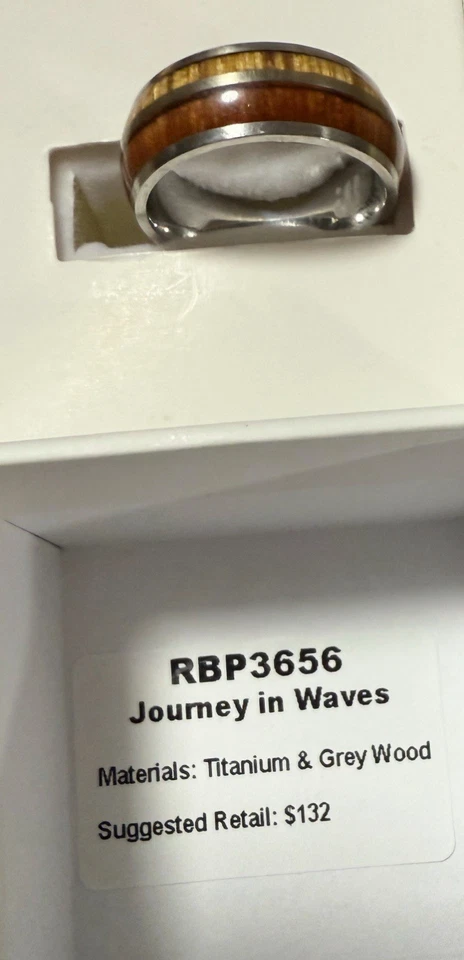 RBP3656
Journey in Waves
Materials: Titanium & Grey Wood
Suggested Retail: $132